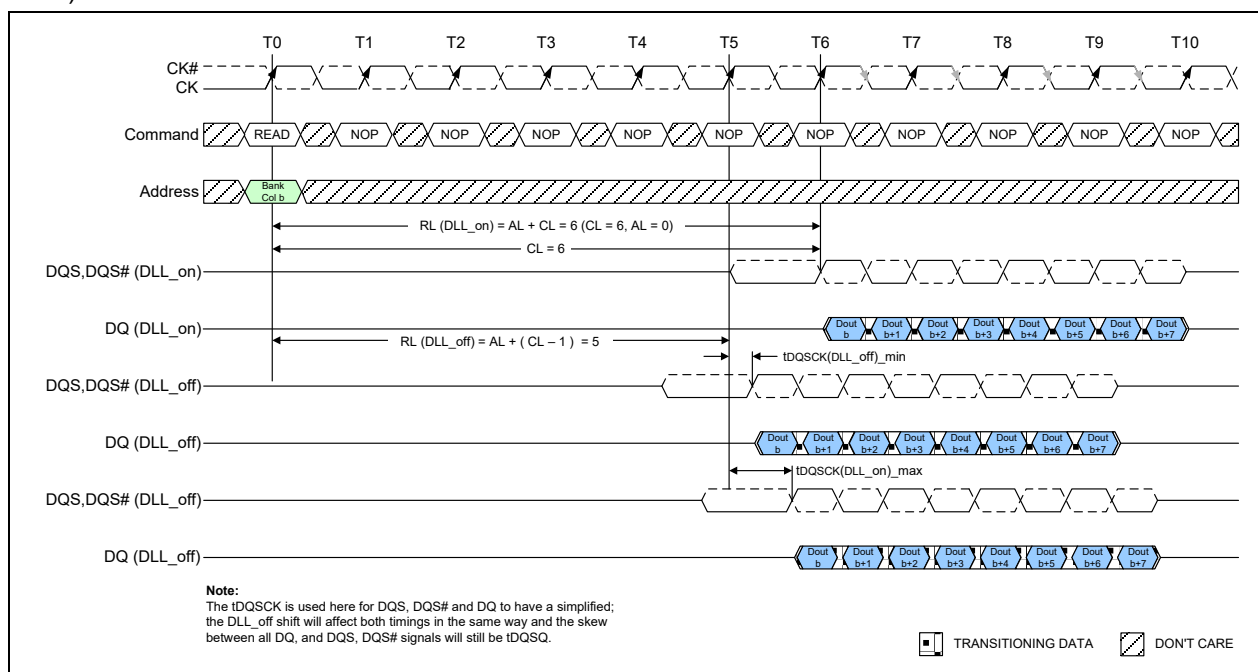 T0 T1 T2 T3 T4 T5 T6 T7 T8 T9 T10
CK#
CK
Command READ NOP NOP NOP NOP NOP NOP NOP NOP NOP NOP
Address Bank
Col b
RL (DLL_on) = AL + CL = 6 (CL = 6, AL = 0)
CL = 6
DQS,DQS# (DLL_on)
DQ (DLL_on) Dout b Dout b+1 Dout b+2 Dout b+3 Dout b+4 Dout b+5 Dout b+6 Dout b+7
RL (DLL_off) = AL + ( CL – 1 ) = 5
tDQSCK(DLL_off)_min
DQS,DQS# (DLL_off)
DQ (DLL_off) Dout b Dout b+1 Dout b+2 Dout b+3 Dout b+4 Dout b+5 Dout b+6 Dout b+7
tDQSCK(DLL_on)_max
DQS,DQS# (DLL_off)
DQ (DLL_off) Dout b Dout b+1 Dout b+2 Dout b+3 Dout b+4 Dout b+5 Dout b+6 Dout b+7
Note:
The tDQSCK is used here for DQS, DQS# and DQ to have a simplified;
the DLL_off shift will affect both timings in the same way and the skew
between all DQ, and DQS, DQS# signals will still be tDQSQ.
TRANSITIONING DATA DON'T CARE